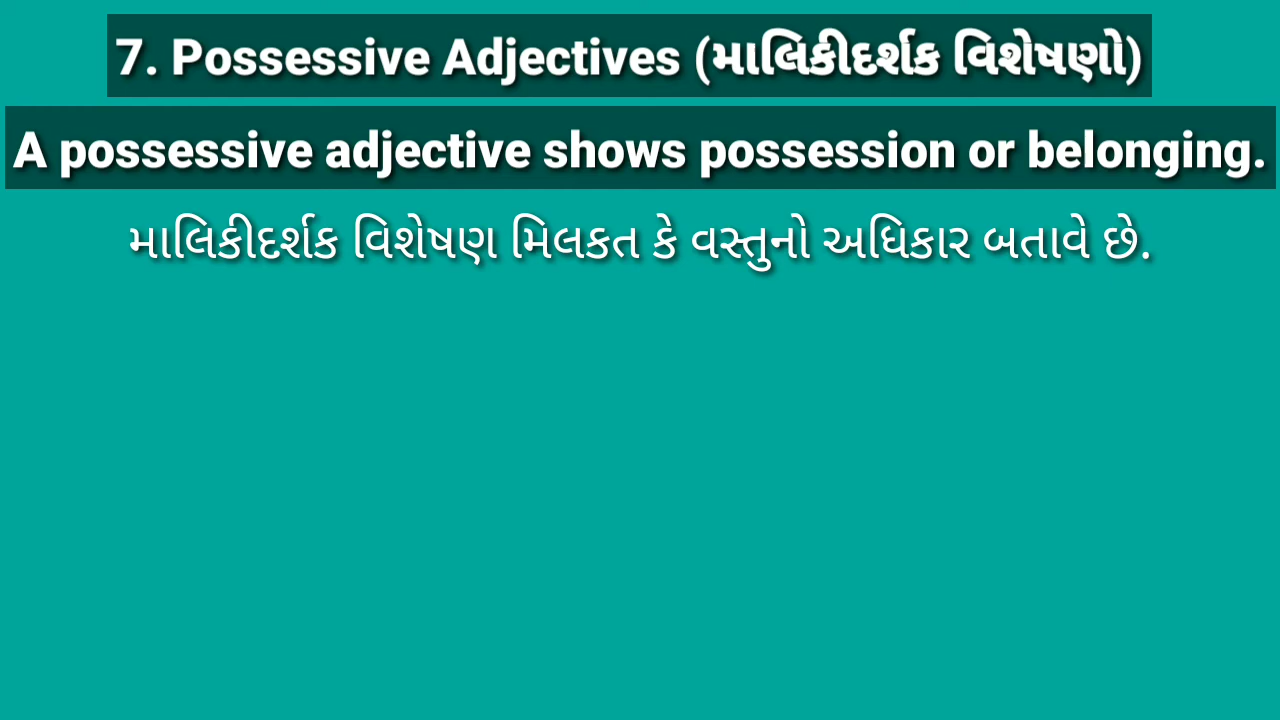 7. Possessive Adjectives (માલિકીદર્શક વિશેષણો)
A possessive adjective shows possession or belonging.
માલિકીદર્શક વિશેષણ મિલકત કે વસ્તુનો અધિકાર બતાવે છે.